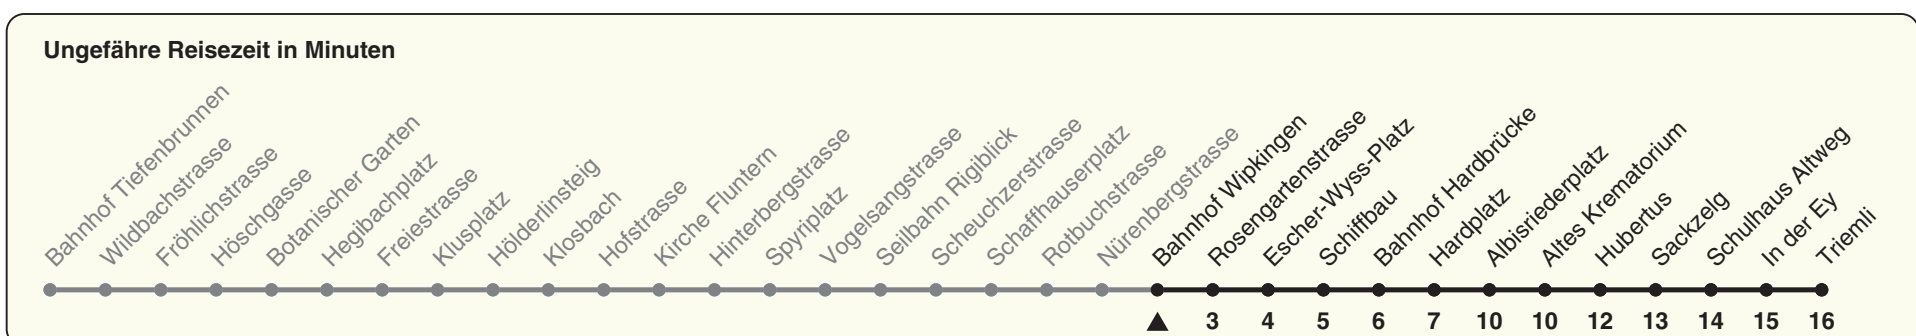 Ungefähre Reisezeit in Minuten
Bahnhof Tiefenbrunnen
Wildbachstrasse
Fröhlichstrasse
Höschgasse
Botanischer Garten
Hegibachplatz
Freiestrasse
Klusplatz
Hölderlinsteig
Klosbach
Hofstrasse
Kirche Fluntern
Hinterbergstrasse
Spyriplatz
Vogelsangstrasse
Seilbahn Rigiblick
Scheuchzerstrasse
Schaffhauserplatz
Rotbuchstrasse
Nürenbergstrasse
Bahnhof Wipkingen
Rosengartenstrasse
Escher-Wyss-Platz
Schiffbau
Bahnhof Hardbrücke
Hardplatz
Albisriederplatz
Altes Krematorium
Hubertus
Sackzelg
Schulhaus Altweg
In der Ey
Triemli
3 4 5 6 7 10 10 12 13 14 15 16